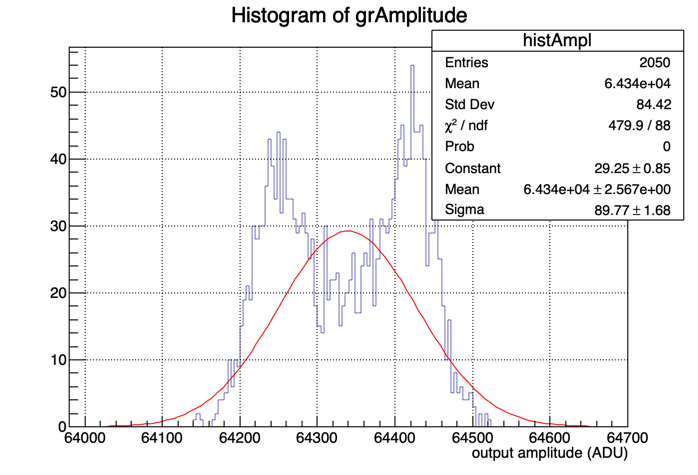 Histogram of grAmplitude
histAmpl
Entries 2050
Mean 6.434e+04
Std Dev 84.42
χ² / ndf 479.9 / 88
Prob 0
Constant 29.25 ± 0.85
Mean 6.434e+04 ± 2.567e+00
Sigma 89.77 ± 1.68
50
40
30
20
10
0
64000 64100 64200 64300 64400 64500 64600 64700
output amplitude (ADU)